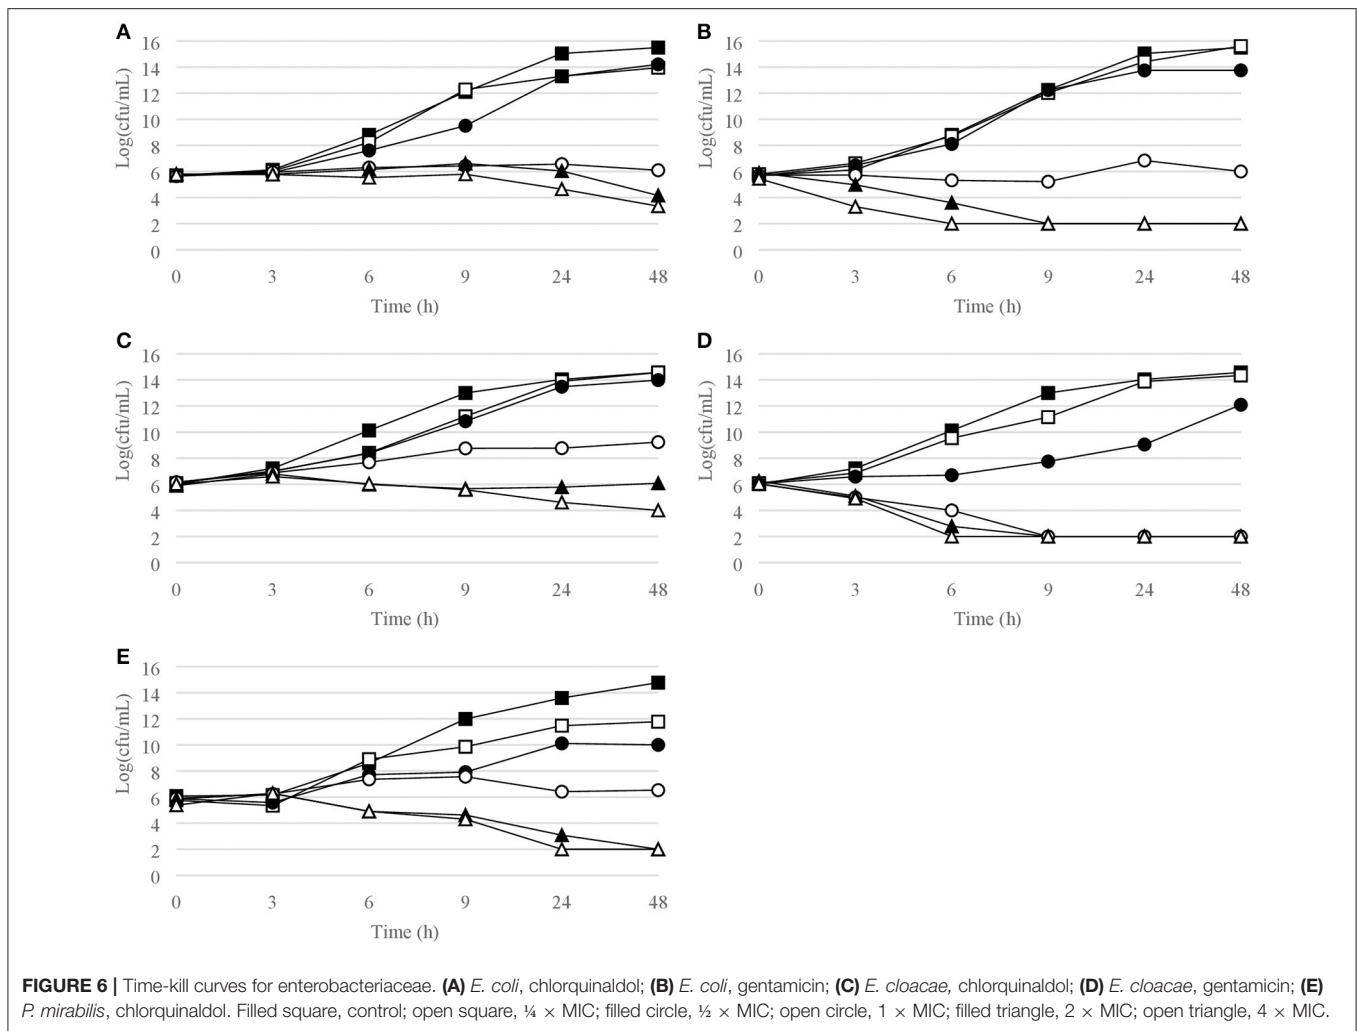 A
B
16
14
12
10
8
6
4
2
0
Log(cfu/mL)
0 3 6 9 24 48
Time (h)
16
14
12
10
8
6
4
2
0
Log(cfu/mL)
0 3 6 9 24 48
Time (h)
C
D
16
14
12
10
8
6
4
2
0
Log(cfu/mL)
0 3 6 9 24 48
Time (h)
16
14
12
10
8
6
4
2
0
Log(cfu/mL)
0 3 6 9 24 48
Time (h)
E
16
14
12
10
8
6
4
2
0
Log(cfu/mL)
0 3 6 9 24 48
Time (h)
FIGURE 6 | Time-kill curves for enterobacteriaceae. (A) E. coli, chlorquinaldol; (B) E. coli, gentamicin; (C) E. cloacae, chlorquinaldol; (D) E. cloacae, gentamicin; (E)
P. mirabilis, chlorquinaldol. Filled square, control; open square, ¼ × MIC; filled circle, ½ × MIC; open circle, 1 × MIC; filled triangle, 2 × MIC; open triangle, 4 × MIC.